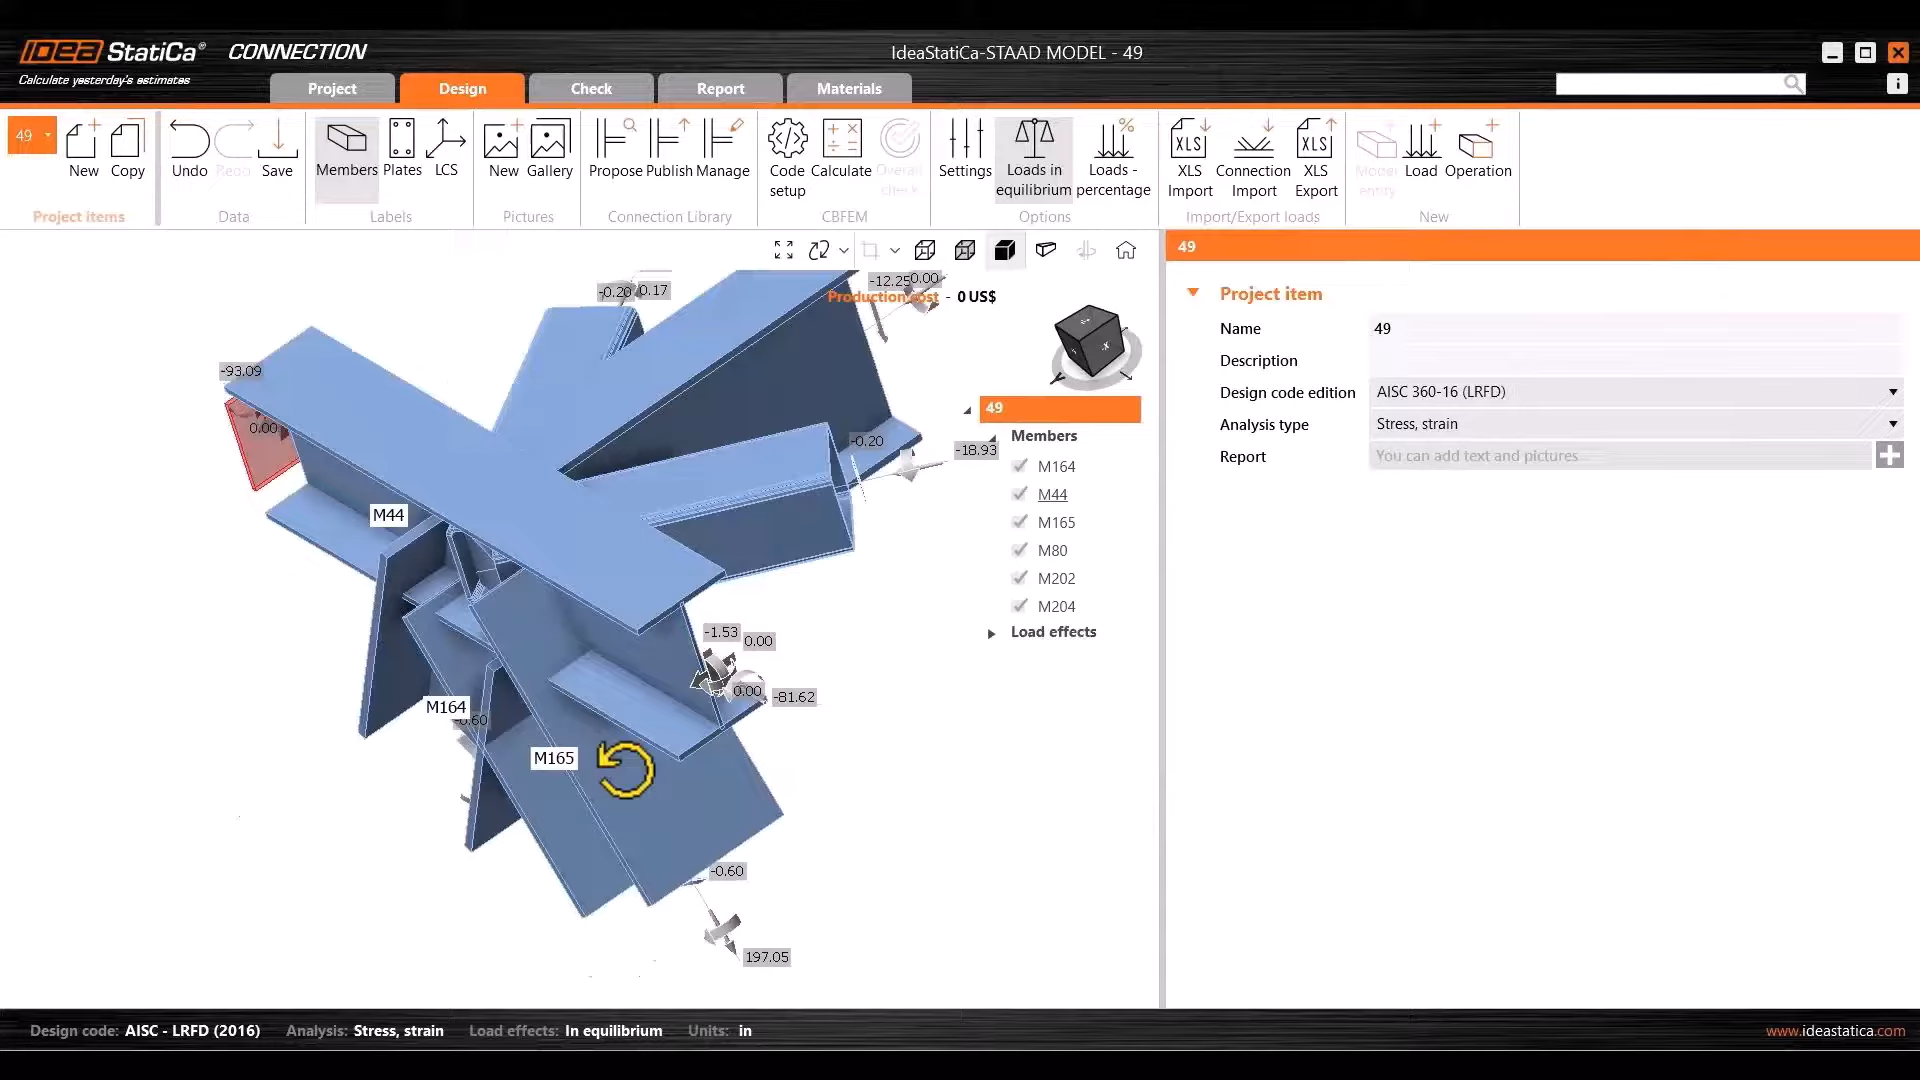 IDEA StatiCa® CONNECTION
Calculate yesterday's estimates
IdeaStatiCa-STAAD MODEL - 49
Project
Design
Check
Report
Materials
49
New
Copy
Project items
Undo
Redo
Save
Data
Members
Plates
LCS
Labels
New
Gallery
Pictures
Propose
Publish
Manage
Connection Library
Code setup
Calculate
Overall check
CBFEM
Settings
Loads in equilibrium
Loads - percentage
Options
XLS Import
Connection Import
XLS Export
Import/Export loads
Model entity
Load
Operation
New
Production cost - 0 US$
-0.20
0.17
-12.25
0.00
-93.09
0.00
-0.20
-18.93
M44
-1.53
0.00
0.00
-81.62
M164
-0.60
M165
-0.60
197.05
49
Members
M164
M44
M165
M80
M202
M204
Load effects
49
Project item
Name 49
Description
Design code edition AISC 360-16 (LRFD)
Analysis type Stress, strain
Report You can add text and pictures
Design code: AISC - LRFD (2016) Analysis: Stress, strain Load effects: In equilibrium Units: in
www.ideastatica.com